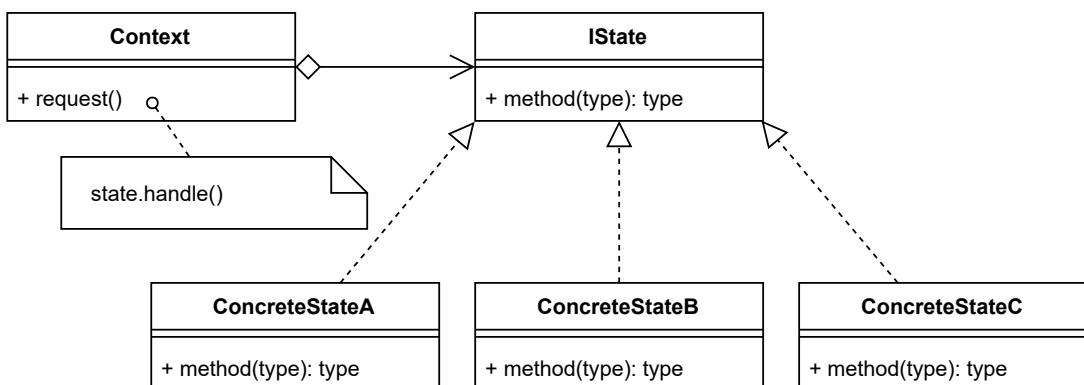 Context
IState
+ request()
+ method(type): type
state.handle()
ConcreteStateA
ConcreteStateB
ConcreteStateC
+ method(type): type
+ method(type): type
+ method(type): type